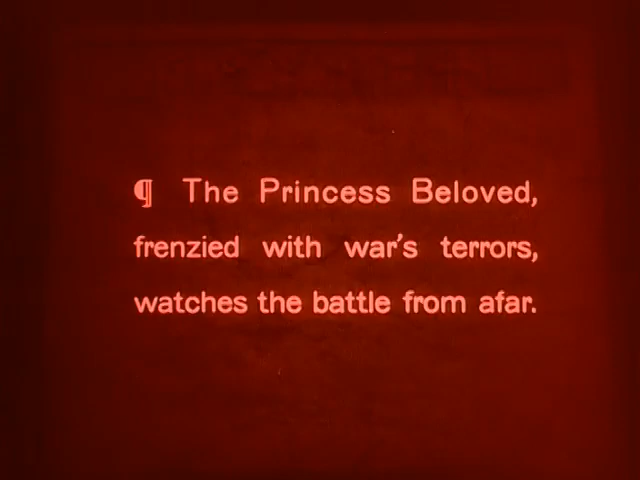 ¶ The Princess Beloved,
frenzied with war's terrors,
watches the battle from afar.